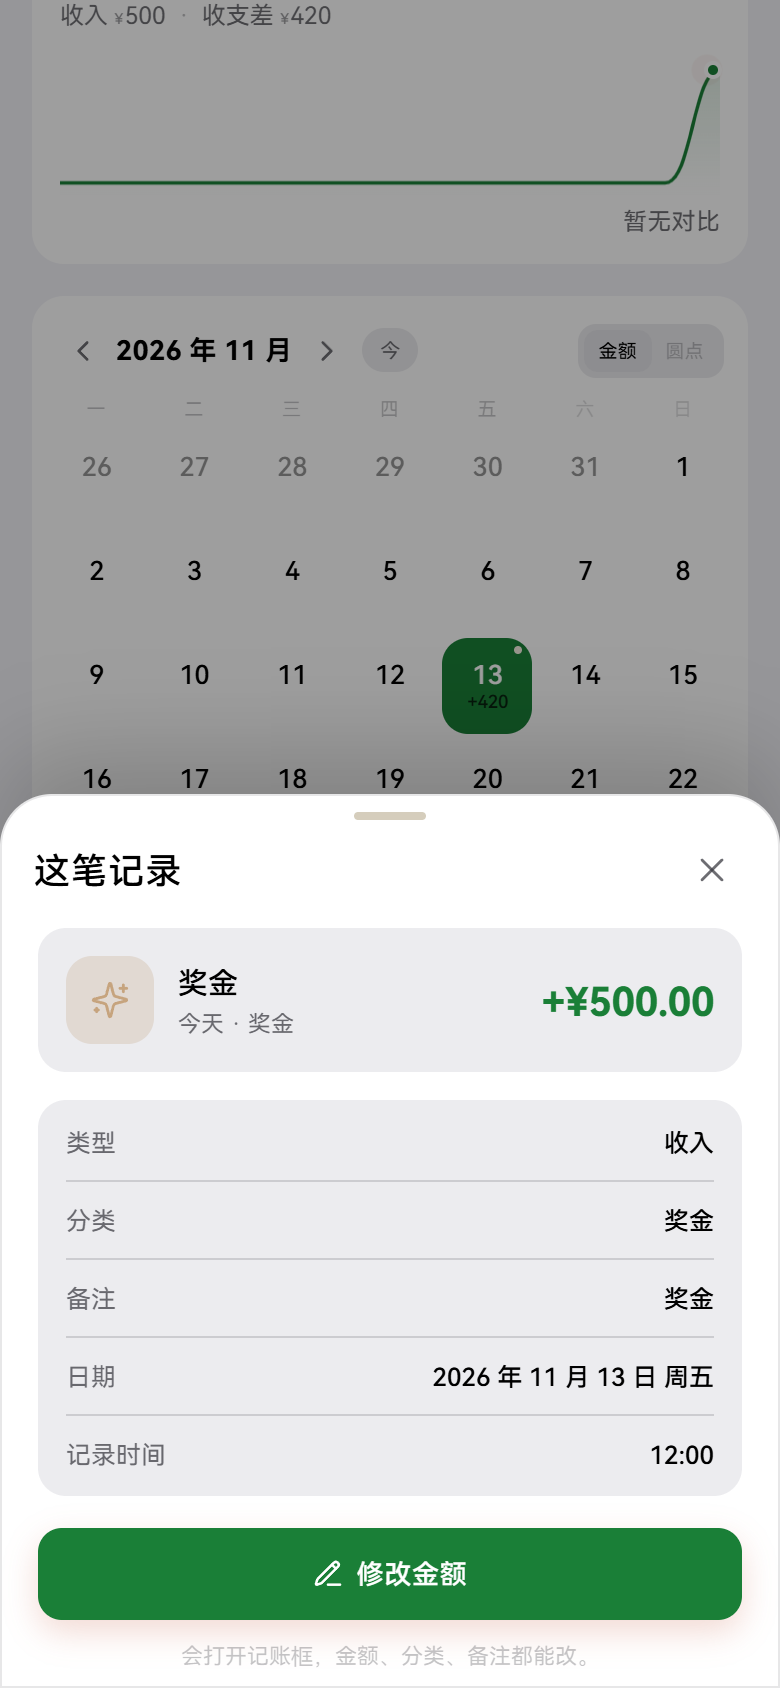 收入 ¥500 · 收支差 ¥420
暂无对比
2026 年 11 月 今 金额 圆点
一 二 三 四 五 六 日
26 27 28 29 30 31 1
2 3 4 5 6 7 8
9 10 11 12 13 14 15
+420
16 17 18 19 20 21 22
这笔记录
奖金
今天 · 奖金
+¥500.00
类型 收入
分类 奖金
备注 奖金
日期 2026 年 11 月 13 日 周五
记录时间 12:00
修改金额
会打开记账框，金额、分类、备注都能改。